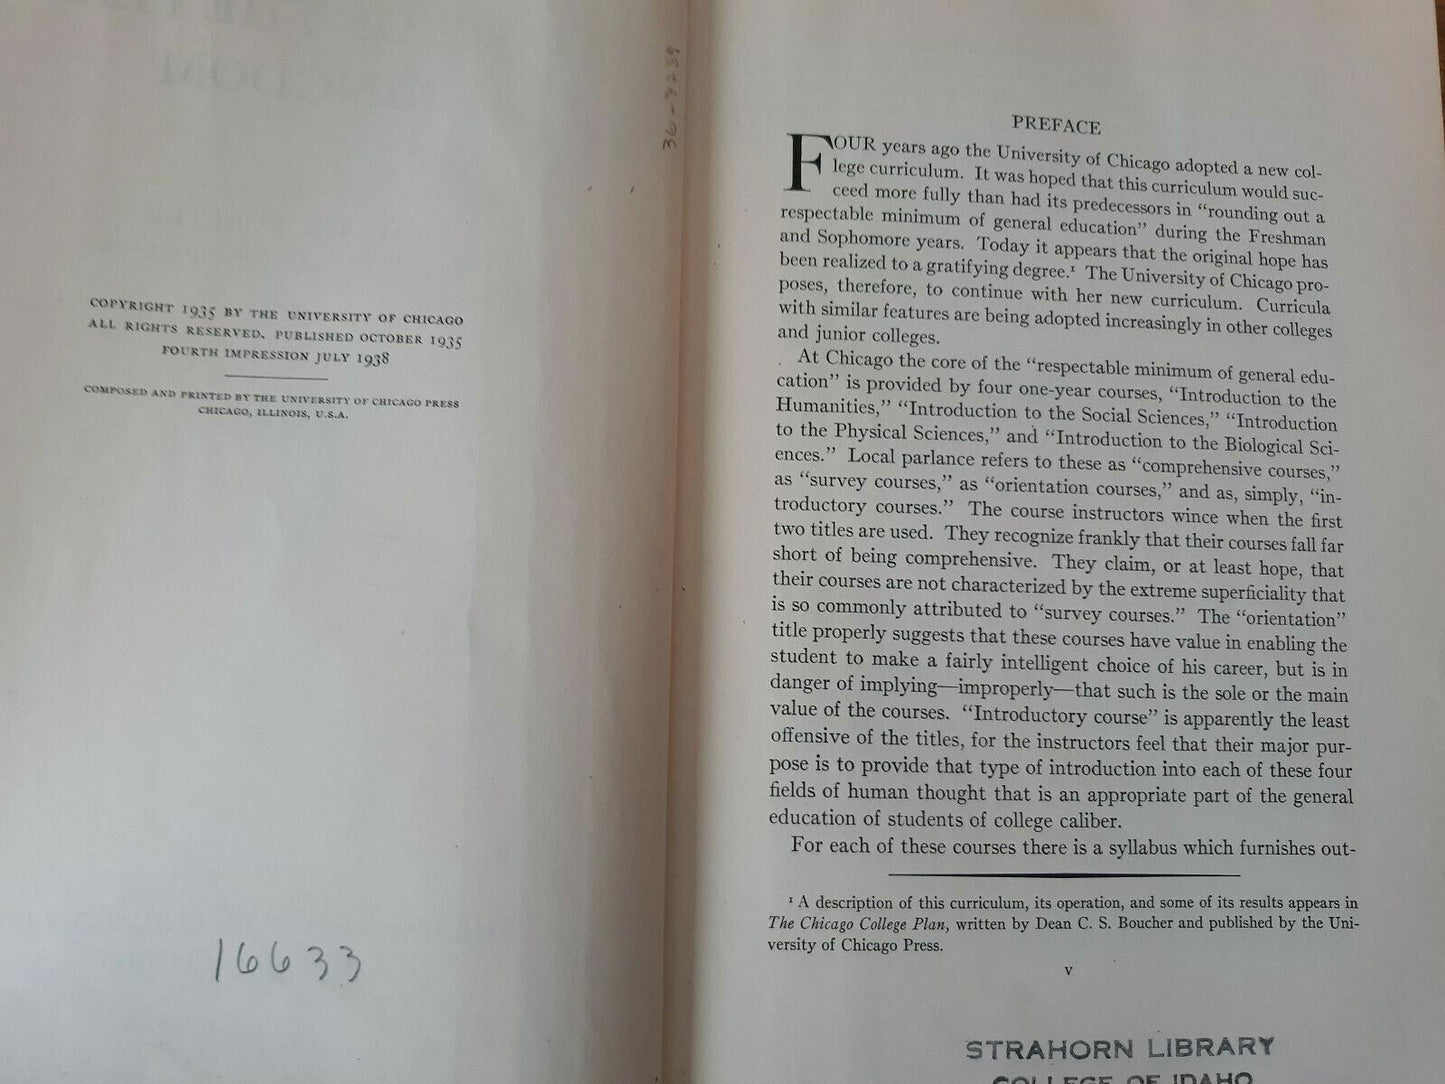 COPYRIGHT 1935 BY THE UNIVERSITY OF CHICAGO
ALL RIGHTS RESERVED. PUBLISHED OCTOBER 1935
FOURTH IMPRESSION JULY 1938
COMPOSED AND PRINTED BY THE UNIVERSITY OF CHICAGO PRESS
CHICAGO, ILLINOIS, U.S.A.
16633
36-3239
PREFACE
FOUR years ago the University of Chicago adopted a new col-
lege curriculum. It was hoped that this curriculum would suc-
ceed more fully than had its predecessors in “rounding out a
respectable minimum of general education” during the Freshman
and Sophomore years. Today it appears that the original hope has
been realized to a gratifying degree.¹ The University of Chicago pro-
poses, therefore, to continue with her new curriculum. Curricula
with similar features are being adopted increasingly in other colleges
and junior colleges.
At Chicago the core of the “respectable minimum of general edu-
cation” is provided by four one-year courses, “Introduction to the
Humanities,” “Introduction to the Social Sciences,” “Introduction
to the Physical Sciences,” and “Introduction to the Biological Sci-
ences.” Local parlance refers to these as “comprehensive courses,”
as “survey courses,” as “orientation courses,” and as, simply, “in-
troductory courses.” The course instructors wince when the first
two titles are used. They recognize frankly that their courses fall far
short of being comprehensive. They claim, or at least hope, that
their courses are not characterized by the extreme superficiality that
is so commonly attributed to “survey courses.” The “orientation”
title properly suggests that these courses have value in enabling the
student to make a fairly intelligent choice of his career, but is in
danger of implying—improperly—that such is the sole or the main
value of the courses. “Introductory course” is apparently the least
offensive of the titles, for the instructors feel that their major pur-
pose is to provide that type of introduction into each of these four
fields of human thought that is an appropriate part of the general
education of students of college caliber.
For each of these courses there is a syllabus which furnishes out-
¹ A description of this curriculum, its operation, and some of its results appears in
The Chicago College Plan, written by Dean C. S. Boucher and published by the Uni-
versity of Chicago Press.
v
STRAHORN LIBRARY
COLLEGE OF IDAHO